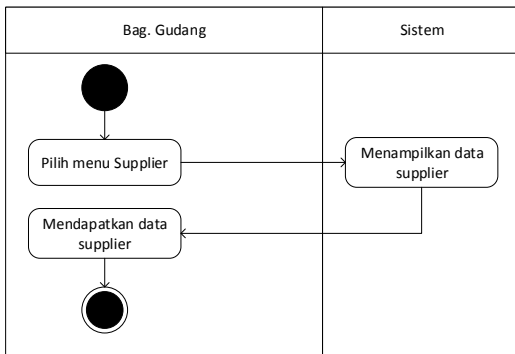 Bag. Gudang
Sistem
Pilih menu Supplier
Menampilkan data
supplier
Mendapatkan data
supplier